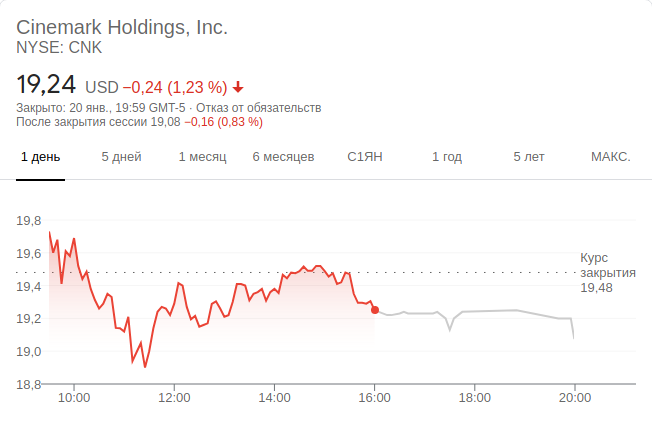 Cinemark Holdings, Inc.
NYSE: CNK
19,24 USD −0,24 (1,23 %)
Закрыто: 20 янв., 19:59 GMT-5 · Отказ от обязательств
После закрытия сессии 19,08 −0,16 (0,83 %)
1 день 5 дней 1 месяц 6 месяцев С1ЯН 1 год 5 лет МАКС.
19,8
19,6
19,4
19,2
19,0
18,8
Курс
закрытия
19,48
10:00 12:00 14:00 16:00 18:00 20:00